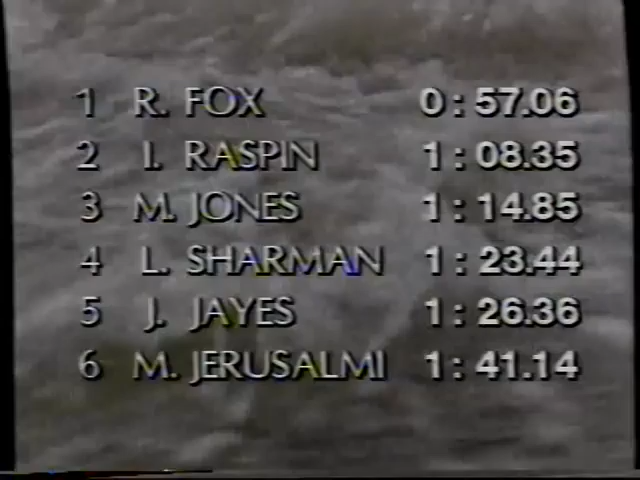 1 R. FOX 0:57.06
2 I. RASPIN 1:08.35
3 M. JONES 1:14.85
4 L. SHARMAN 1:23.44
5 J. JAYES 1:26.36
6 M. JERUSALMI 1:41.14